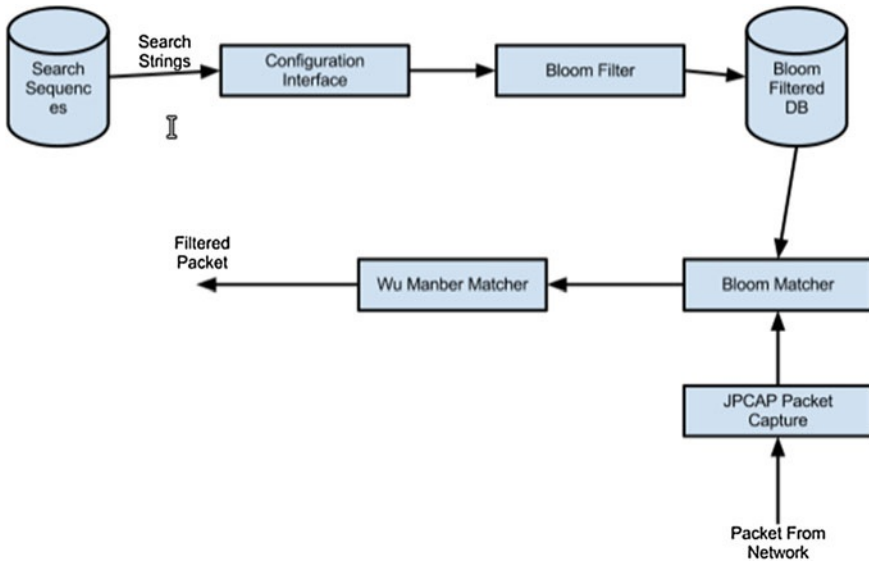 Search
Sequenc
es
Search
Strings
Configuration
Interface
Bloom Filter
Bloom
Filtered
DB
Filtered
Packet
Wu Manber Matcher
Bloom Matcher
JPCAP Packet
Capture
Packet From
Network